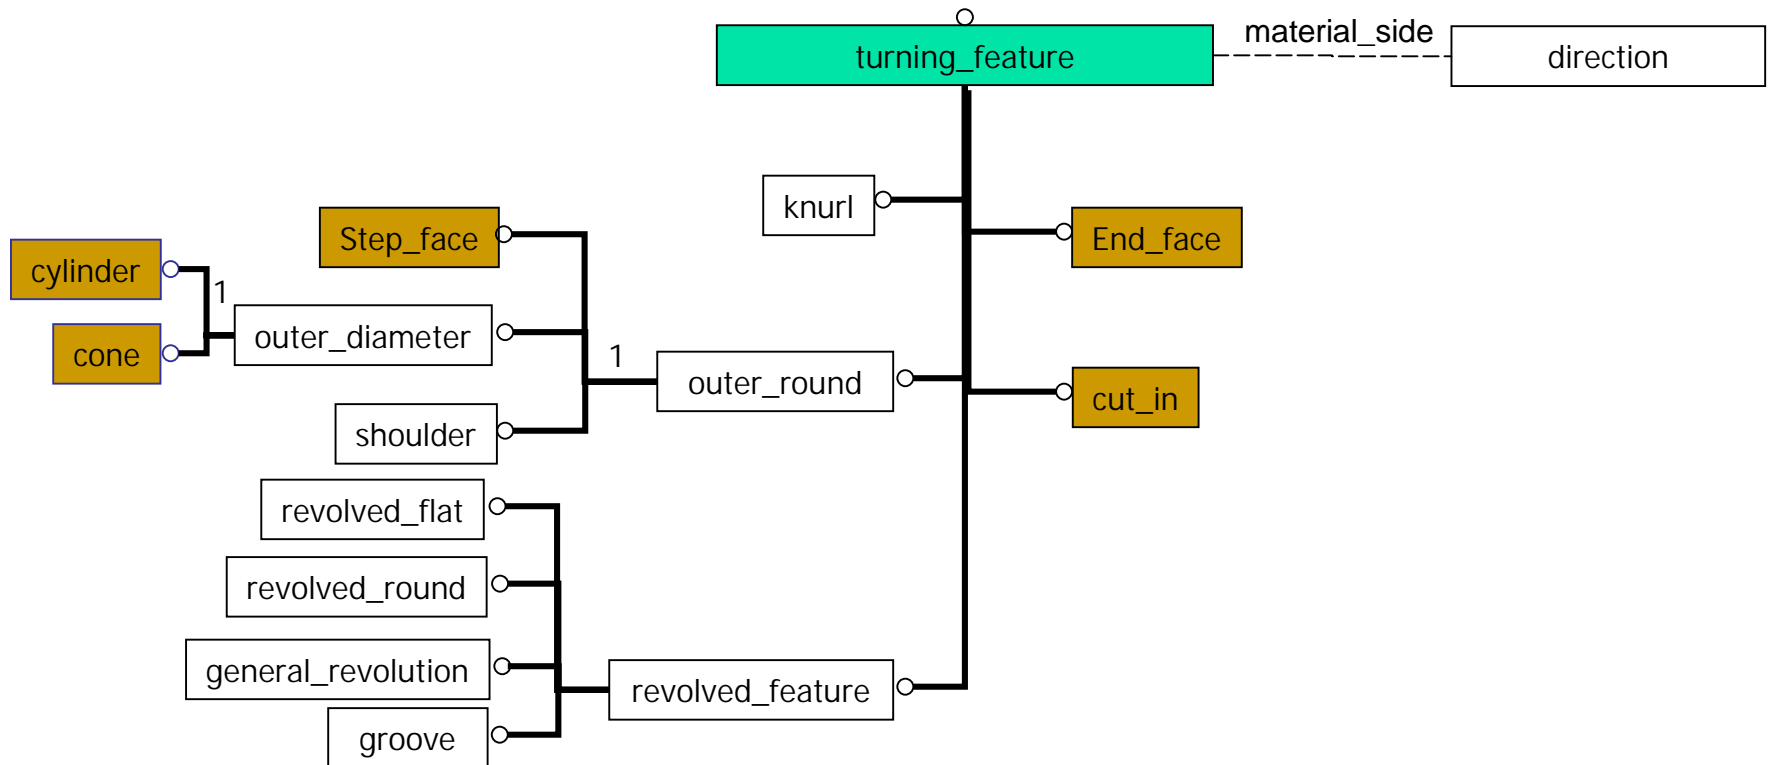 material_side
turning_feature
direction
knurl
Step_face
End_face
cylinder
1
outer_diameter
cone
1
outer_round
cut_in
shoulder
revolved_flat
revolved_round
general_revolution
revolved_feature
groove